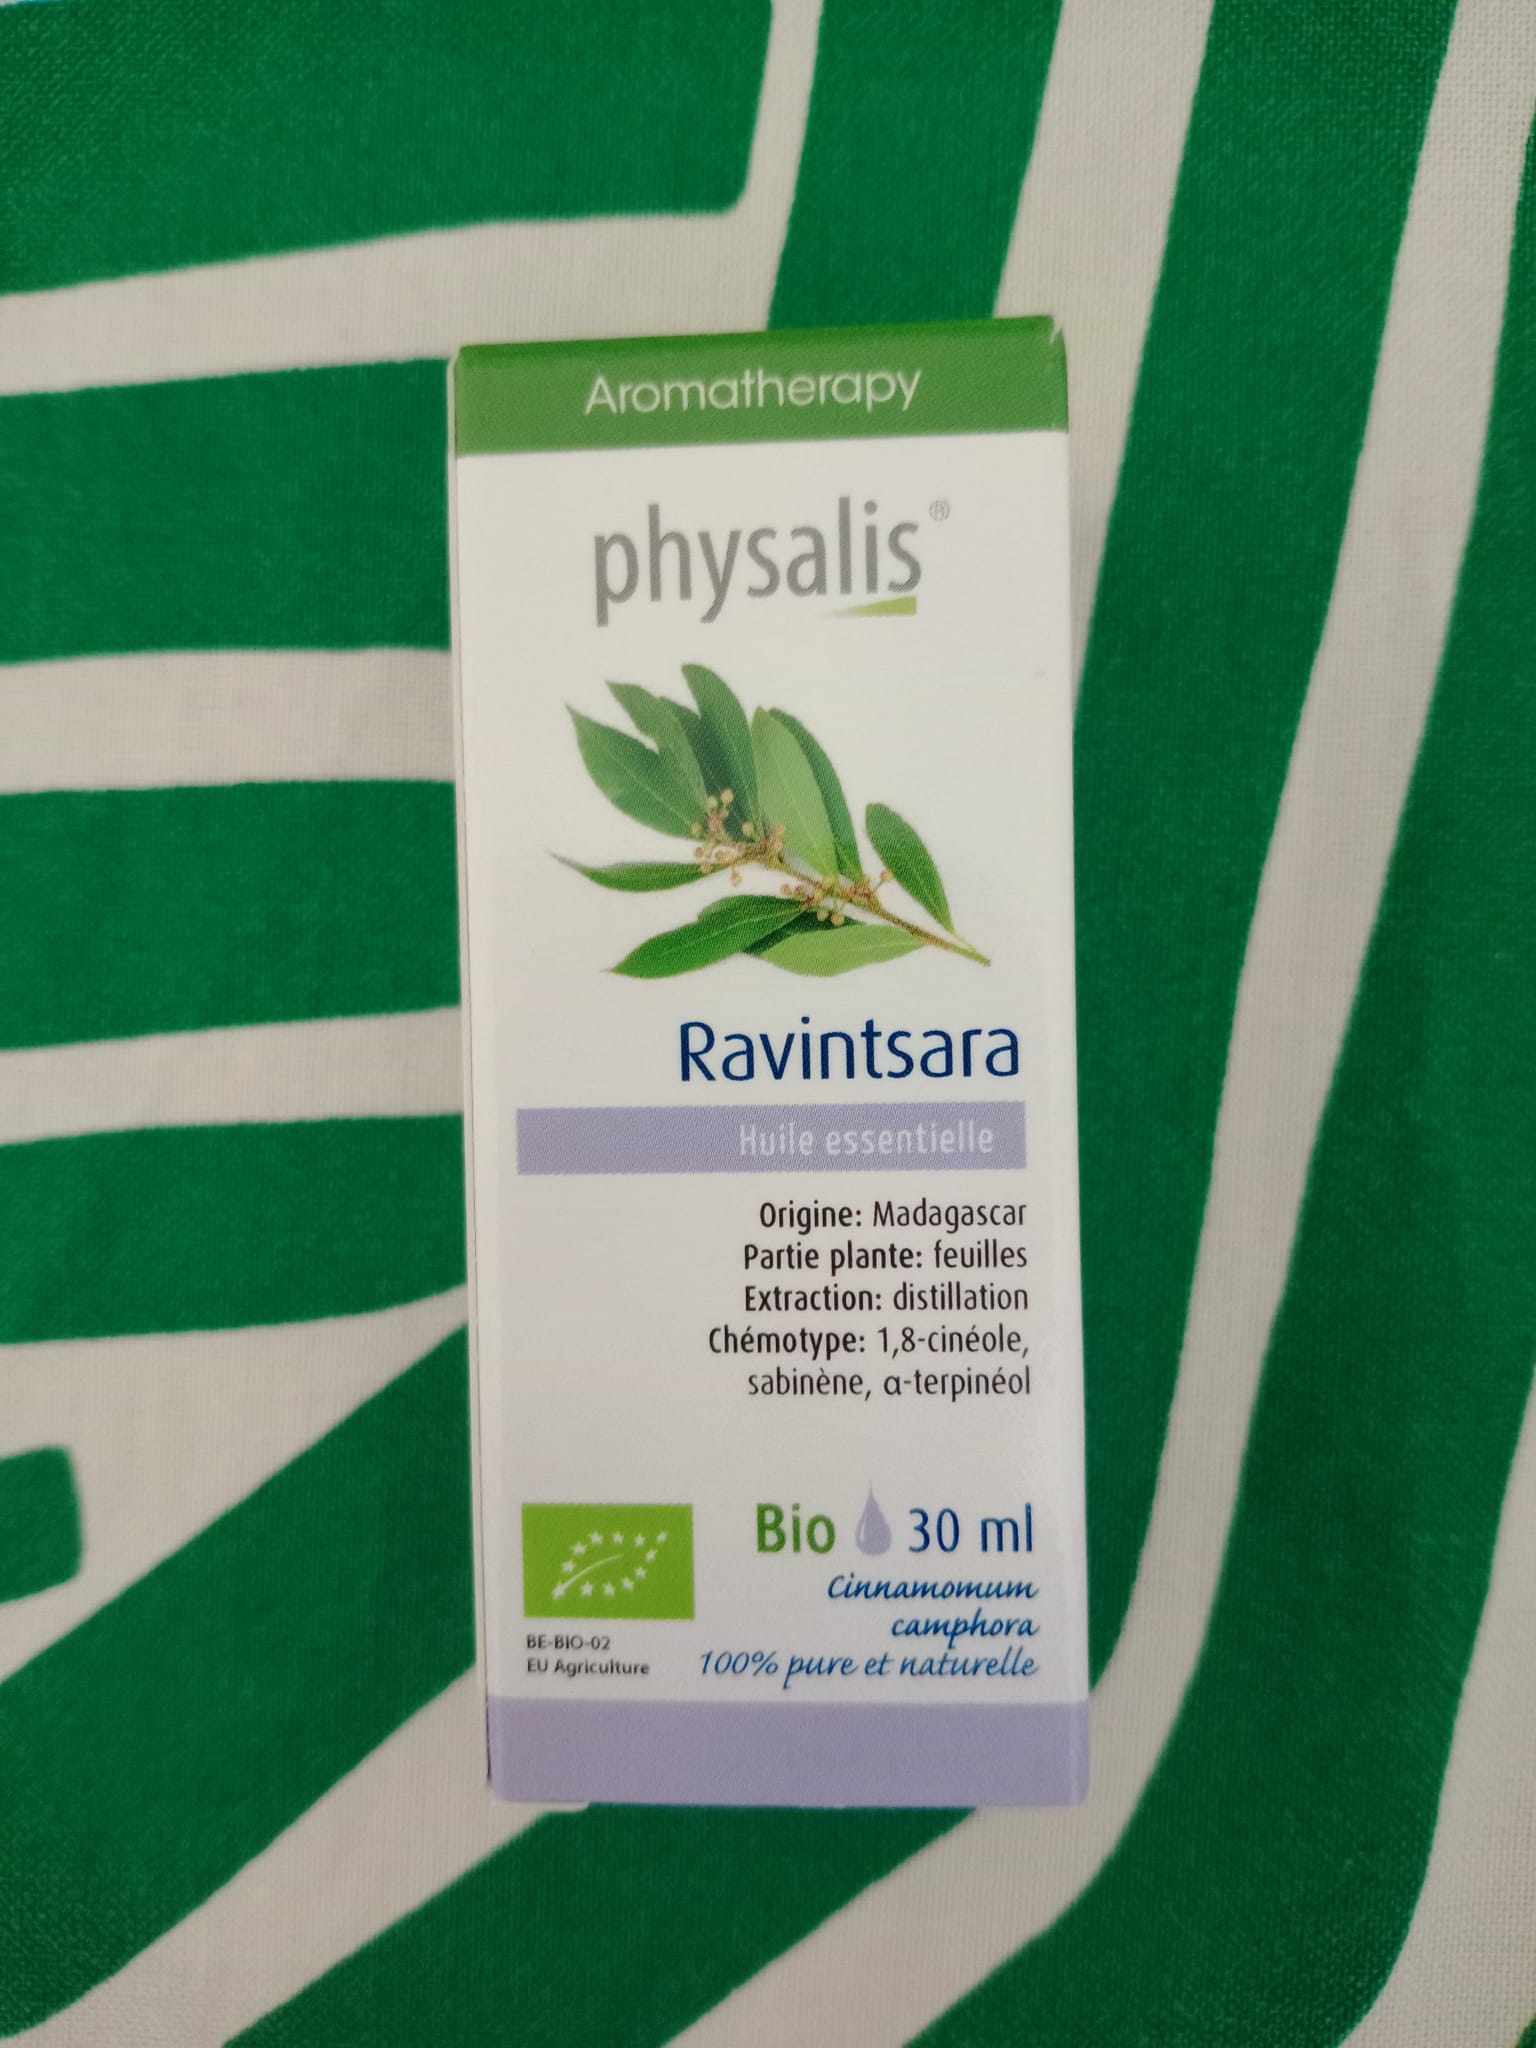 Aromatherapy
physalis®
Ravintsara
Huile essentielle
Origine: Madagascar
Partie plante: feuilles
Extraction: distillation
Chémotype: 1,8-cinéole,
sabinène, α-terpinéol
Bio 30 ml
Cinnamomum
camphora
100% pure et naturelle
BE-BIO-02
EU Agriculture